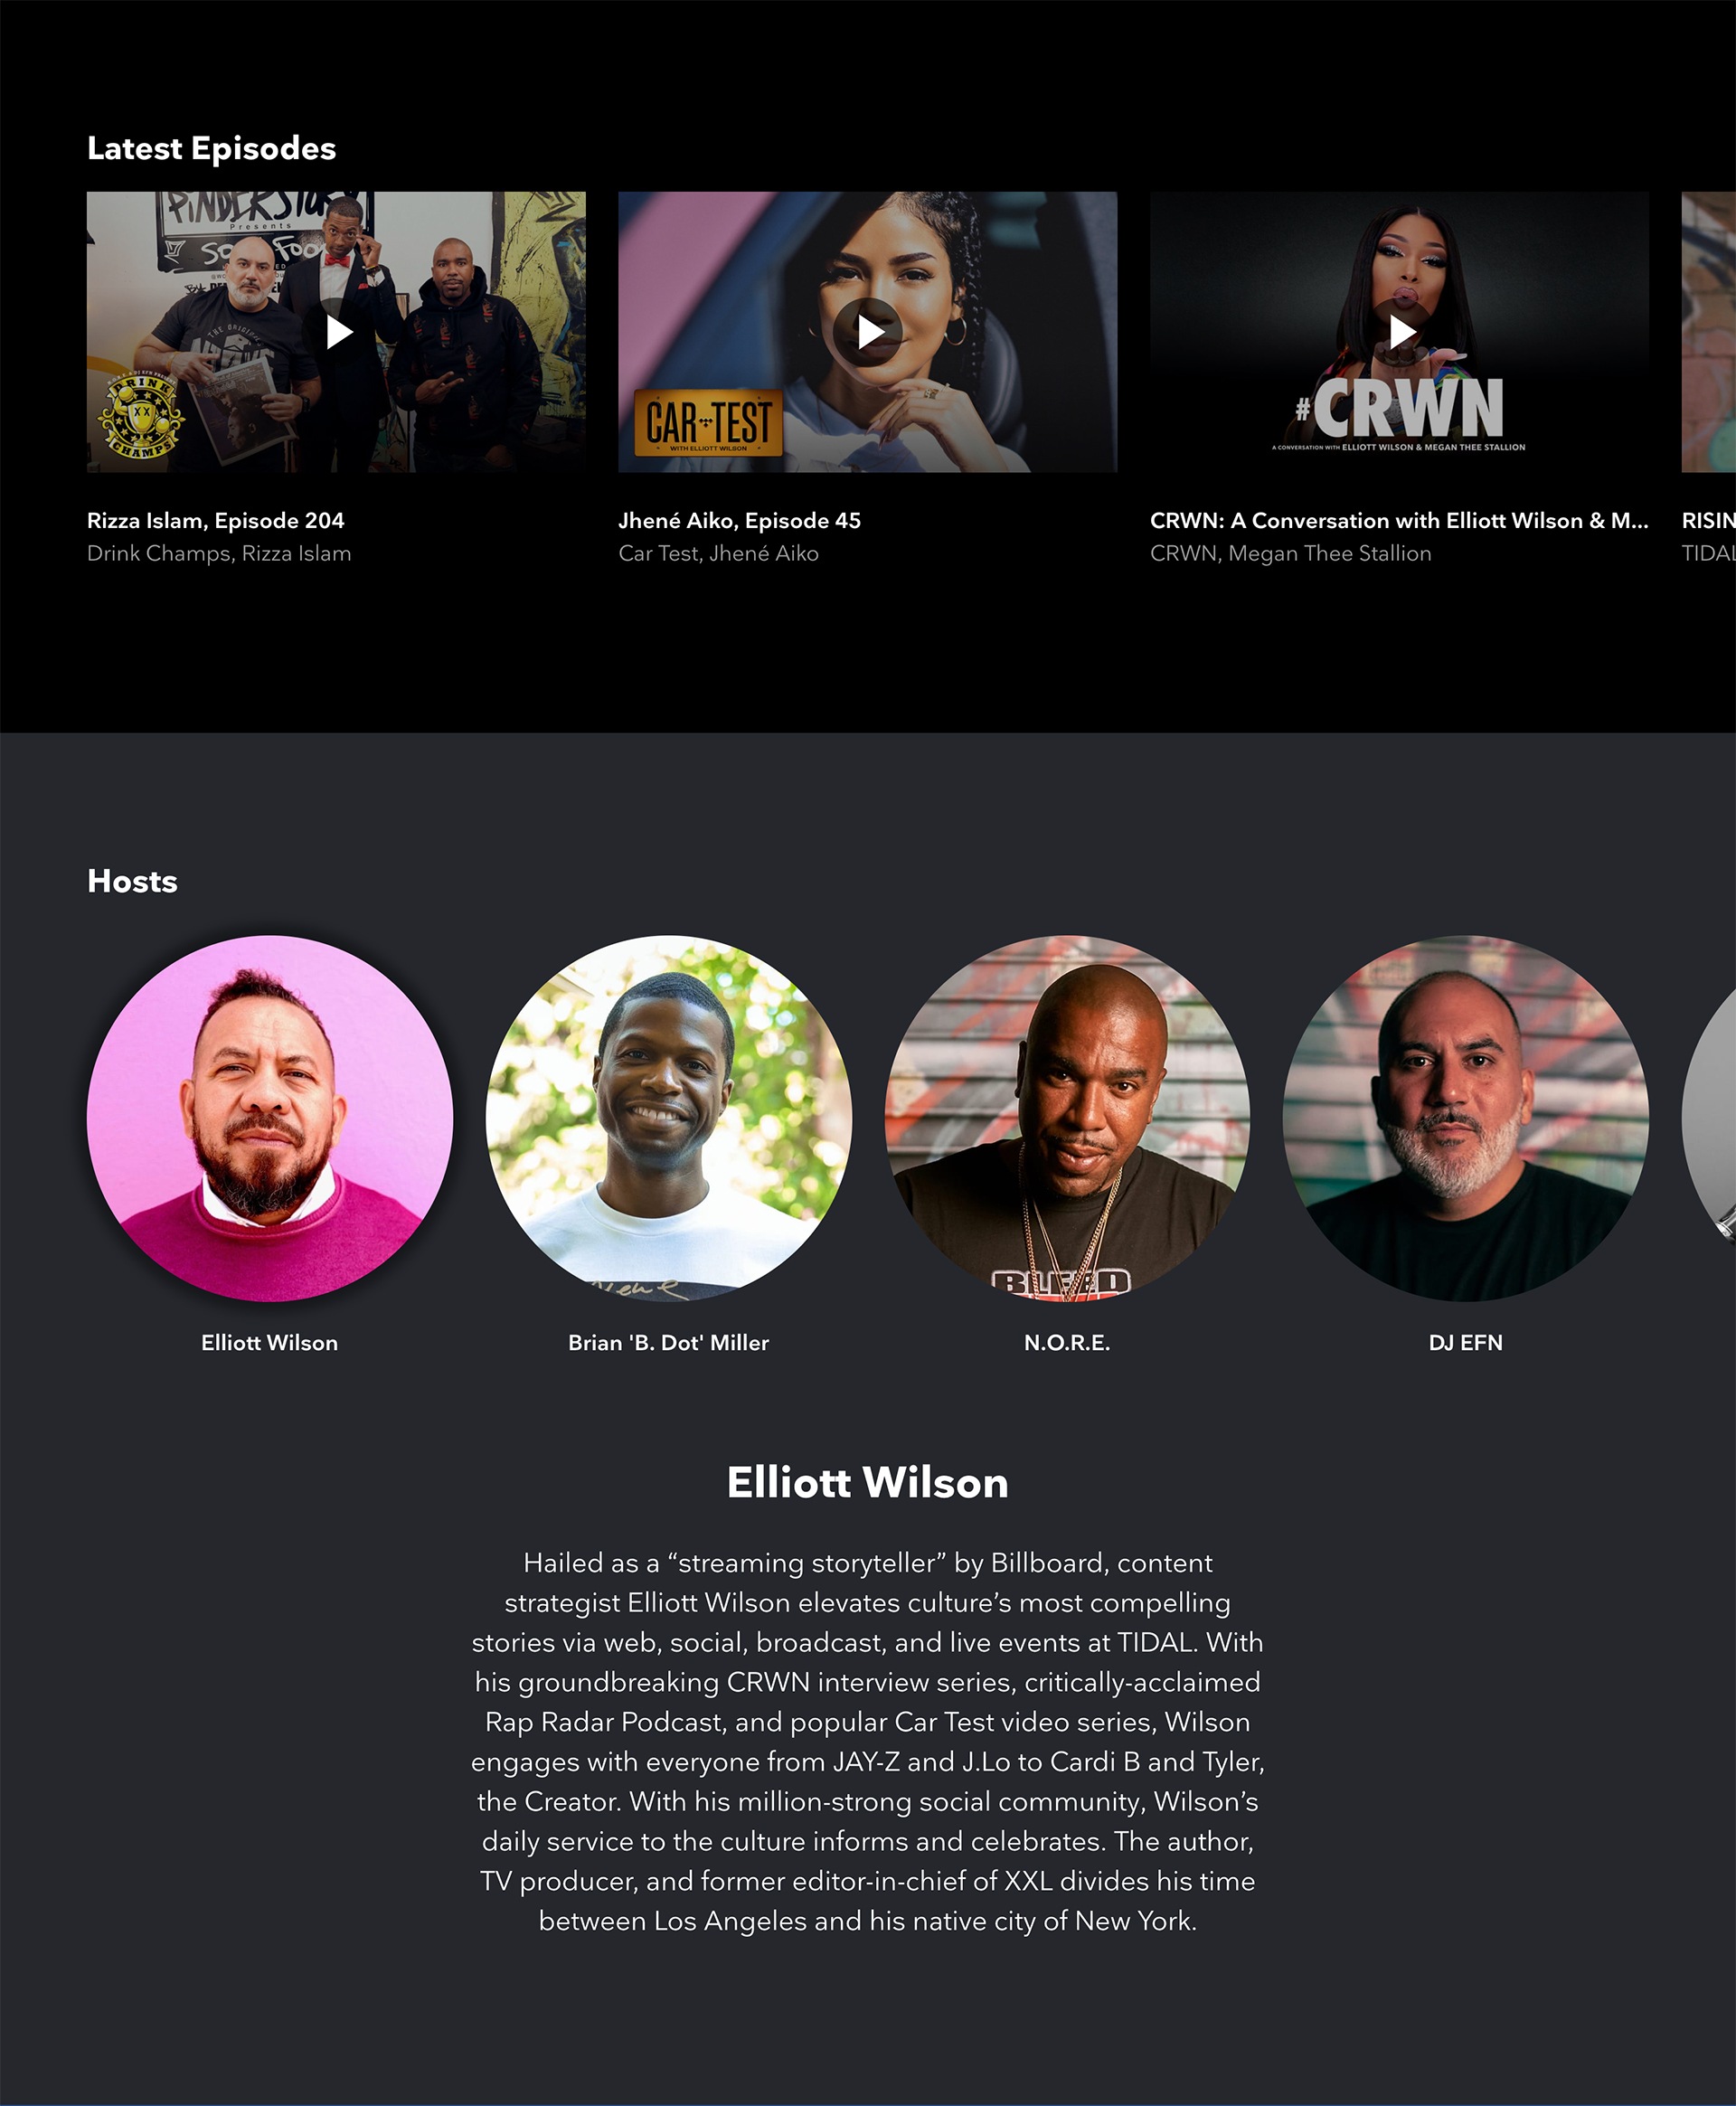 Latest Episodes
PiNDERSTORY
Presents
SO
FOO
THE ORIGINAL
DRINK
CHAMPS
CAR TEST
WITH ELLIOTT WILSON
#CRWN
A CONVERSATION WITH ELLIOTT WILSON & MEGAN THEE STALLION
Rizza Islam, Episode 204
Drink Champs, Rizza Islam
Jhené Aiko, Episode 45
Car Test, Jhené Aiko
CRWN: A Conversation with Elliott Wilson & M...
CRWN, Megan Thee Stallion
RISIN
TIDAL
Hosts
BLEED
Elliott Wilson
Brian 'B. Dot' Miller
N.O.R.E.
DJ EFN
Elliott Wilson
Hailed as a “streaming storyteller” by Billboard, content
strategist Elliott Wilson elevates culture’s most compelling
stories via web, social, broadcast, and live events at TIDAL. With
his groundbreaking CRWN interview series, critically-acclaimed
Rap Radar Podcast, and popular Car Test video series, Wilson
engages with everyone from JAY-Z and J.Lo to Cardi B and Tyler,
the Creator. With his million-strong social community, Wilson’s
daily service to the culture informs and celebrates. The author,
TV producer, and former editor-in-chief of XXL divides his time
between Los Angeles and his native city of New York.